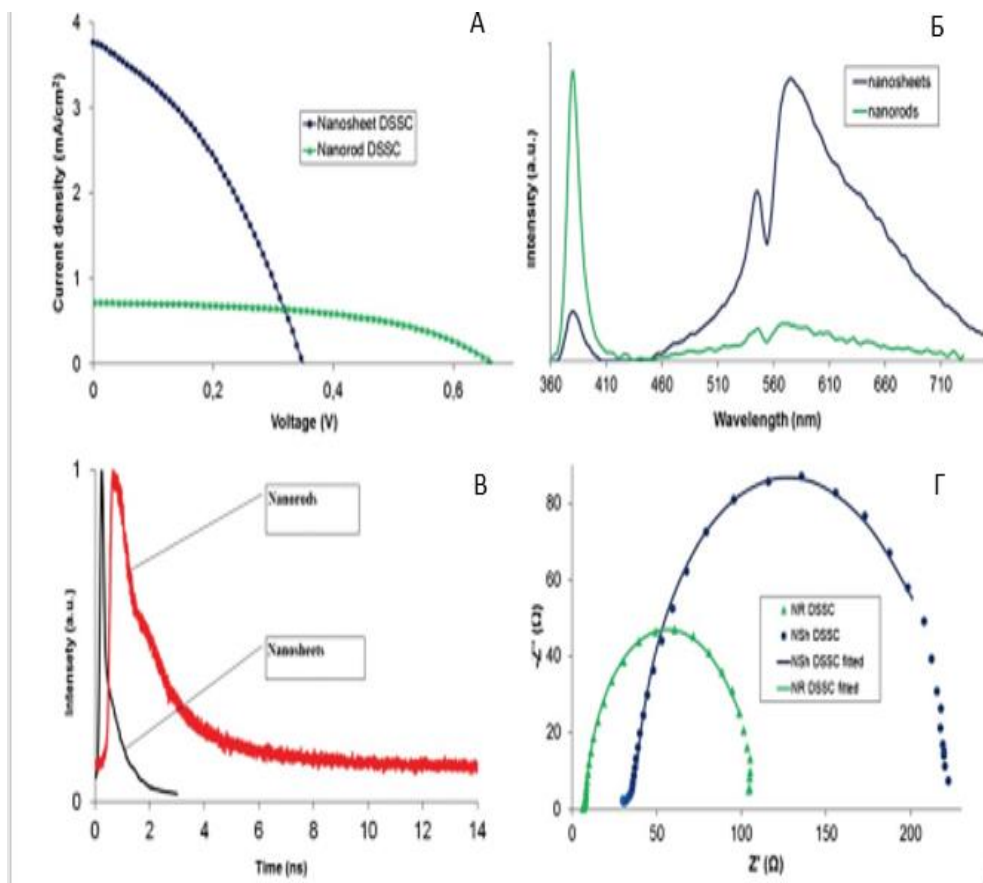 А
4
3
2
1
0
Current density (mA/cm²)
0
0,2
0,4
0,6
Voltage (V)
Nanosheet DSSC
Nanorod DSSC
Б
Intensity (a.u.)
nanosheets
nanorods
360
410
460
510
560
610
660
710
Wavelength (nm)
В
1
0
Intensety (a.u.)
Nanorods
Nanosheets
0
2
4
6
8
10
12
14
Time (ns)
Г
80
60
40
20
0
-Z'' (Ω)
NR DSSC
NSh DSSC
NSh DSSC fitted
NR DSSC fitted
0
50
100
150
200
Z' (Ω)